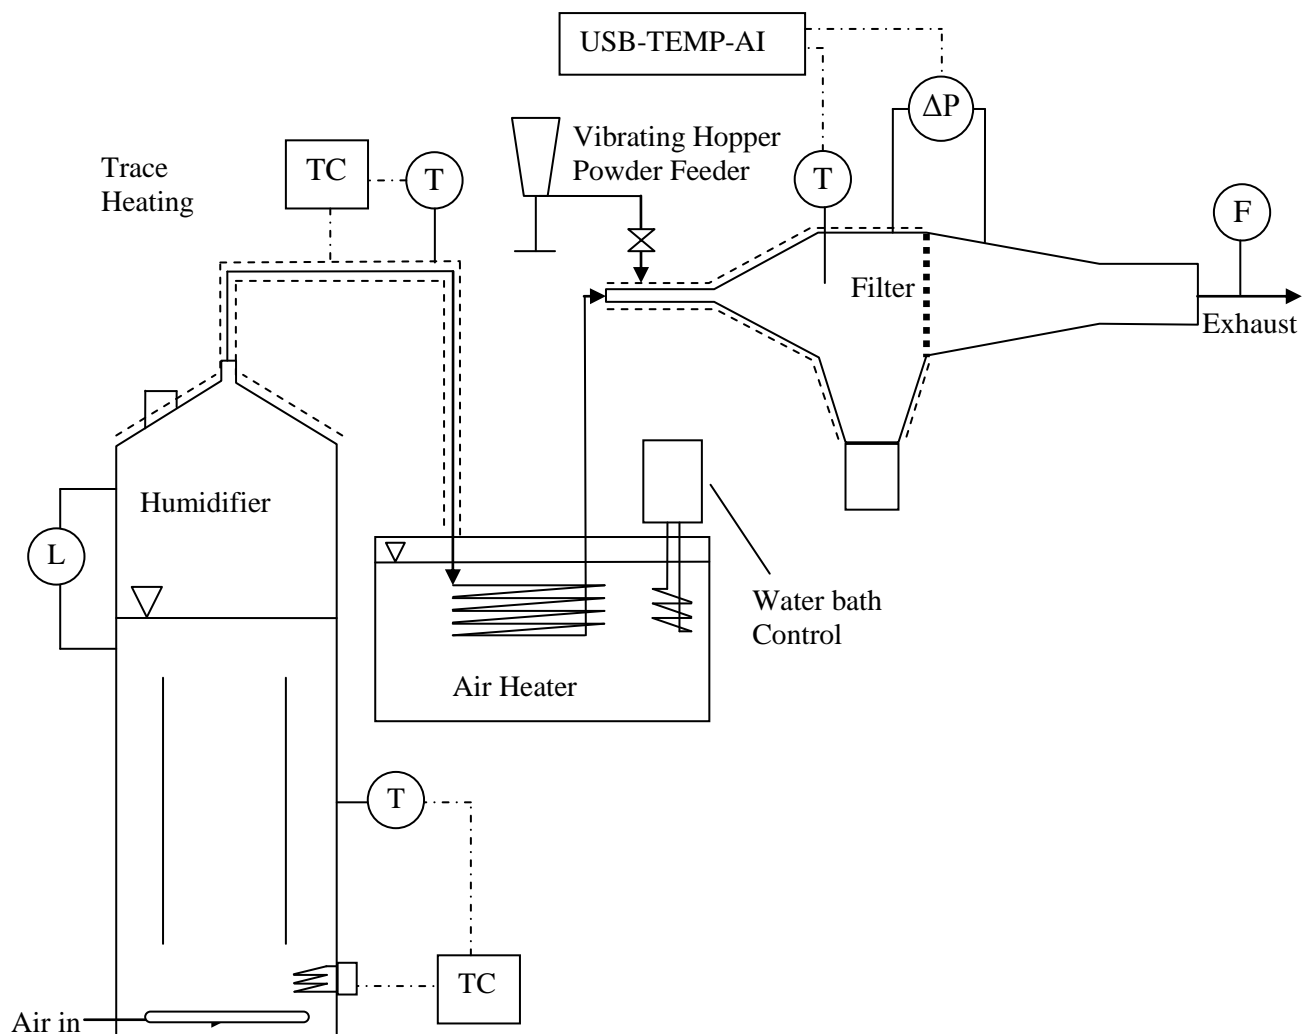 USB-TEMP-AI
ΔP
Vibrating Hopper
Powder Feeder
Trace
Heating
TC
T
T
F
Filter
Exhaust
Humidifier
L
Water bath
Control
Air Heater
T
TC
Air in